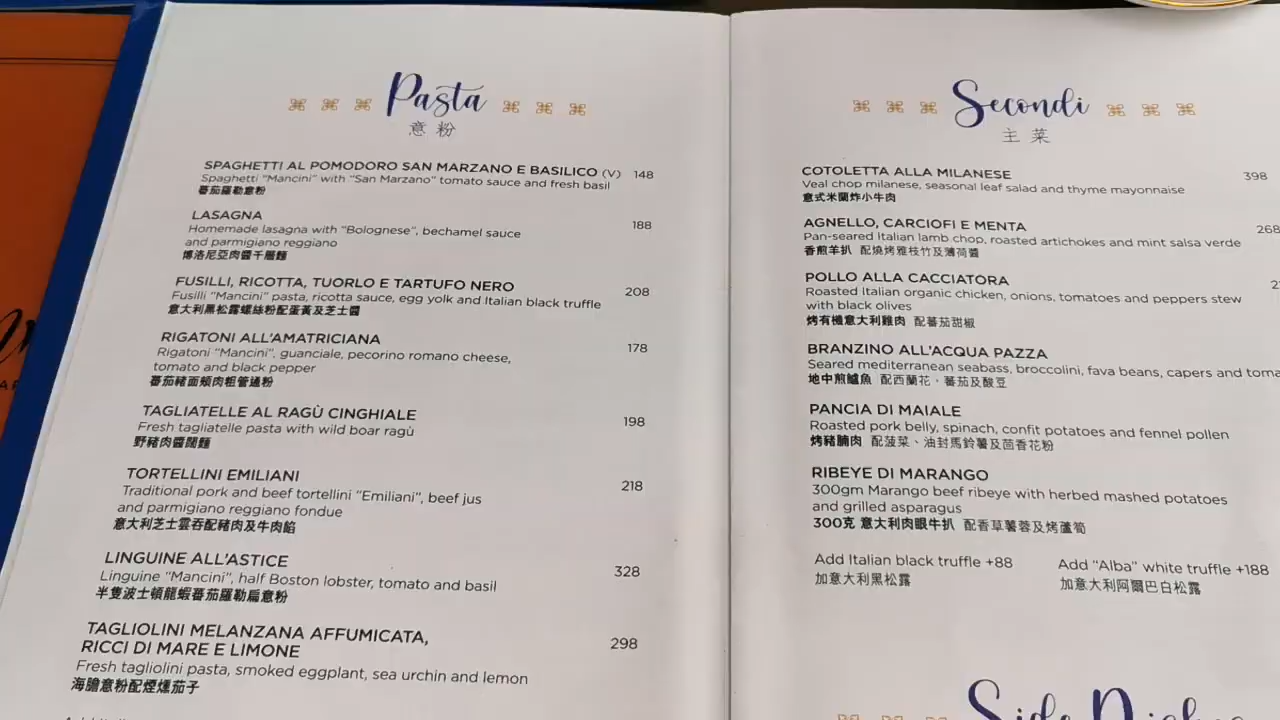 Pasta
意粉
SPAGHETTI AL POMODORO SAN MARZANO E BASILICO (V) 148
Spaghetti "Mancini" with "San Marzano" tomato sauce and fresh basil
蕃茄羅勒意粉
LASAGNA 188
Homemade lasagna with "Bolognese", bechamel sauce
and parmigiano reggiano
博洛尼亞肉醬千層麵
FUSILLI, RICOTTA, TUORLO E TARTUFO NERO 208
Fusilli "Mancini" pasta, ricotta sauce, egg yolk and Italian black truffle
意大利黑松露螺絲粉配蛋黃及芝士醬
RIGATONI ALL'AMATRICIANA 178
Rigatoni "Mancini", guanciale, pecorino romano cheese,
tomato and black pepper
蕃茄豬面頰肉粗管通粉
TAGLIATELLE AL RAGÙ CINGHIALE 198
Fresh tagliatelle pasta with wild boar ragù
野豬肉醬闊麵
TORTELLINI EMILIANI 218
Traditional pork and beef tortellini "Emiliani", beef jus
and parmigiano reggiano fondue
意大利芝士雲吞配豬肉及牛肉餡
LINGUINE ALL'ASTICE 328
Linguine "Mancini", half Boston lobster, tomato and basil
半隻波士頓龍蝦蕃茄羅勒扁意粉
TAGLIOLINI MELANZANA AFFUMICATA,
RICCI DI MARE E LIMONE 298
Fresh tagliolini pasta, smoked eggplant, sea urchin and lemon
海膽意粉配煙燻茄子
Secondi
主菜
COTOLETTA ALLA MILANESE 398
Veal chop milanese, seasonal leaf salad and thyme mayonnaise
意式米蘭炸小牛肉
AGNELLO, CARCIOFI E MENTA 268
Pan-seared Italian lamb chop, roasted artichokes and mint salsa verde
香煎羊扒 配燒烤雅枝竹及薄荷醬
POLLO ALLA CACCIATORA
Roasted Italian organic chicken, onions, tomatoes and peppers stew
with black olives
烤有機意大利雞肉 配蕃茄甜椒
BRANZINO ALL'ACQUA PAZZA
Seared mediterranean seabass, broccolini, fava beans, capers and toma
地中煎鱸魚 配西蘭花、蕃茄及酸豆
PANCIA DI MAIALE
Roasted pork belly, spinach, confit potatoes and fennel pollen
烤豬腩肉 配菠菜、油封馬鈴薯及茴香花粉
RIBEYE DI MARANGO
300gm Marango beef ribeye with herbed mashed potatoes
and grilled asparagus
300克 意大利肉眼牛扒 配香草薯蓉及烤蘆筍
Add Italian black truffle +88
加意大利黑松露
Add "Alba" white truffle +188
加意大利阿爾巴白松露
Side